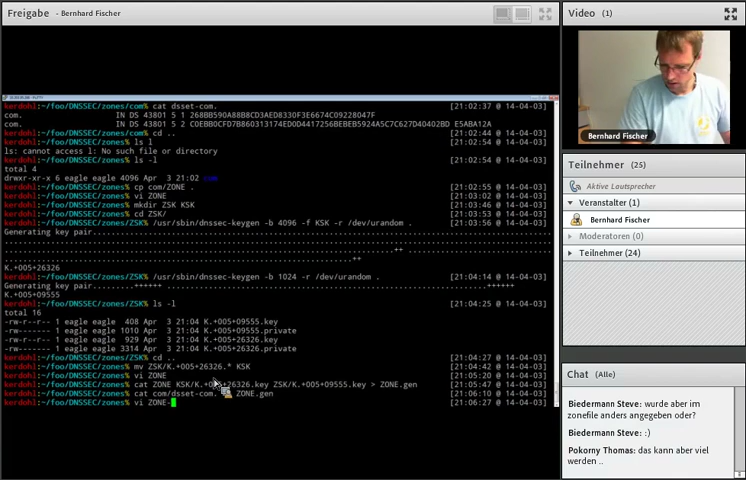 Freigabe - Bernhard Fischer
kerdohl:~/foo/DNSSEC/zones/com% cat dsset-com. [21:02:37 @ 14-04-03]
com. IN DS 43801 5 1 268BB590A88B8CD3AED8330F3E6674C09228047F
com. IN DS 43801 5 2 C0EBB0CFD7B860313174ED0D4417256BEBEB5924A5C7C627D40402BD E5ABA12A
kerdohl:~/foo/DNSSEC/zones/com% cd .. [21:02:44 @ 14-04-03]
kerdohl:~/foo/DNSSEC/zones% ls l [21:02:54 @ 14-04-03]
ls: cannot access l: No such file or directory
kerdohl:~/foo/DNSSEC/zones% ls -l [21:02:54 @ 14-04-03]
total 4
drwxr-xr-x 6 eagle eagle 4096 Apr 3 21:02 com
kerdohl:~/foo/DNSSEC/zones% cp com/ZONE . [21:02:55 @ 14-04-03]
kerdohl:~/foo/DNSSEC/zones% vi ZONE [21:03:02 @ 14-04-03]
kerdohl:~/foo/DNSSEC/zones% mkdir ZSK KSK [21:03:46 @ 14-04-03]
kerdohl:~/foo/DNSSEC/zones% cd ZSK/ [21:03:53 @ 14-04-03]
kerdohl:~/foo/DNSSEC/zones/ZSK% /usr/sbin/dnssec-keygen -b 4096 -f KSK -r /dev/urandom . [21:03:56 @ 14-04-03]
Generating key pair......
K.+005+26326
kerdohl:~/foo/DNSSEC/zones/ZSK% /usr/sbin/dnssec-keygen -b 1024 -r /dev/urandom . [21:04:14 @ 14-04-03]
Generating key pair........++++++ ......++++++
K.+005+09555
kerdohl:~/foo/DNSSEC/zones/ZSK% ls -l [21:04:25 @ 14-04-03]
total 16
-rw-r--r-- 1 eagle eagle 408 Apr 3 21:04 K.+005+09555.key
-rw------- 1 eagle eagle 1010 Apr 3 21:04 K.+005+09555.private
-rw-r--r-- 1 eagle eagle 929 Apr 3 21:04 K.+005+26326.key
-rw------- 1 eagle eagle 3314 Apr 3 21:04 K.+005+26326.private
kerdohl:~/foo/DNSSEC/zones/ZSK% cd .. [21:04:27 @ 14-04-03]
kerdohl:~/foo/DNSSEC/zones% mv ZSK/K.+005+26326.* KSK [21:04:42 @ 14-04-03]
kerdohl:~/foo/DNSSEC/zones% vi ZONE [21:05:20 @ 14-04-03]
kerdohl:~/foo/DNSSEC/zones% cat ZONE KSK/K.+005+26326.key ZSK/K.+005+09555.key > ZONE.gen [21:05:47 @ 14-04-03]
kerdohl:~/foo/DNSSEC/zones% cat com/dsset-com. ZONE.gen [21:06:10 @ 14-04-03]
kerdohl:~/foo/DNSSEC/zones% vi ZONE- [21:06:27 @ 14-04-03]
Video (1)
Bernhard Fischer
Teilnehmer (25)
Aktive Lautsprecher
Veranstalter (1)
Bernhard Fischer
Moderatoren (0)
Teilnehmer (24)
Chat (Alle)
Biedermann Steve: wurde aber im
zonefile anders angegeben oder?
Biedermann Steve: :)
Pokorny Thomas: das kann aber viel
werden ..